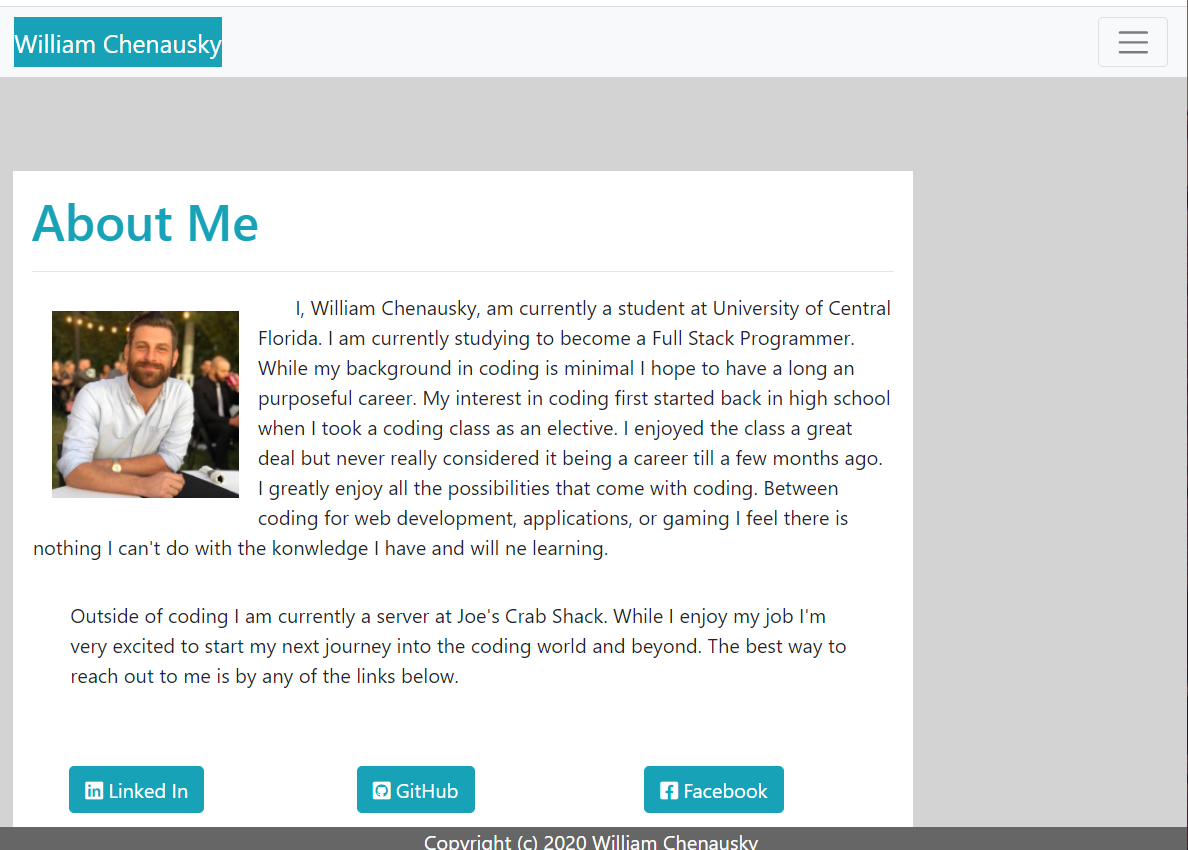 William Chenausky
About Me
I, William Chenausky, am currently a student at University of Central
Florida. I am currently studying to become a Full Stack Programmer.
While my background in coding is minimal I hope to have a long an
purposeful career. My interest in coding first started back in high school
when I took a coding class as an elective. I enjoyed the class a great
deal but never really considered it being a career till a few months ago.
I greatly enjoy all the possibilities that come with coding. Between
coding for web development, applications, or gaming I feel there is
nothing I can't do with the konwledge I have and will ne learning.
Outside of coding I am currently a server at Joe's Crab Shack. While I enjoy my job I'm
very excited to start my next journey into the coding world and beyond. The best way to
reach out to me is by any of the links below.
Linked In
GitHub
Facebook
Copyright (c) 2020 William Chenausky